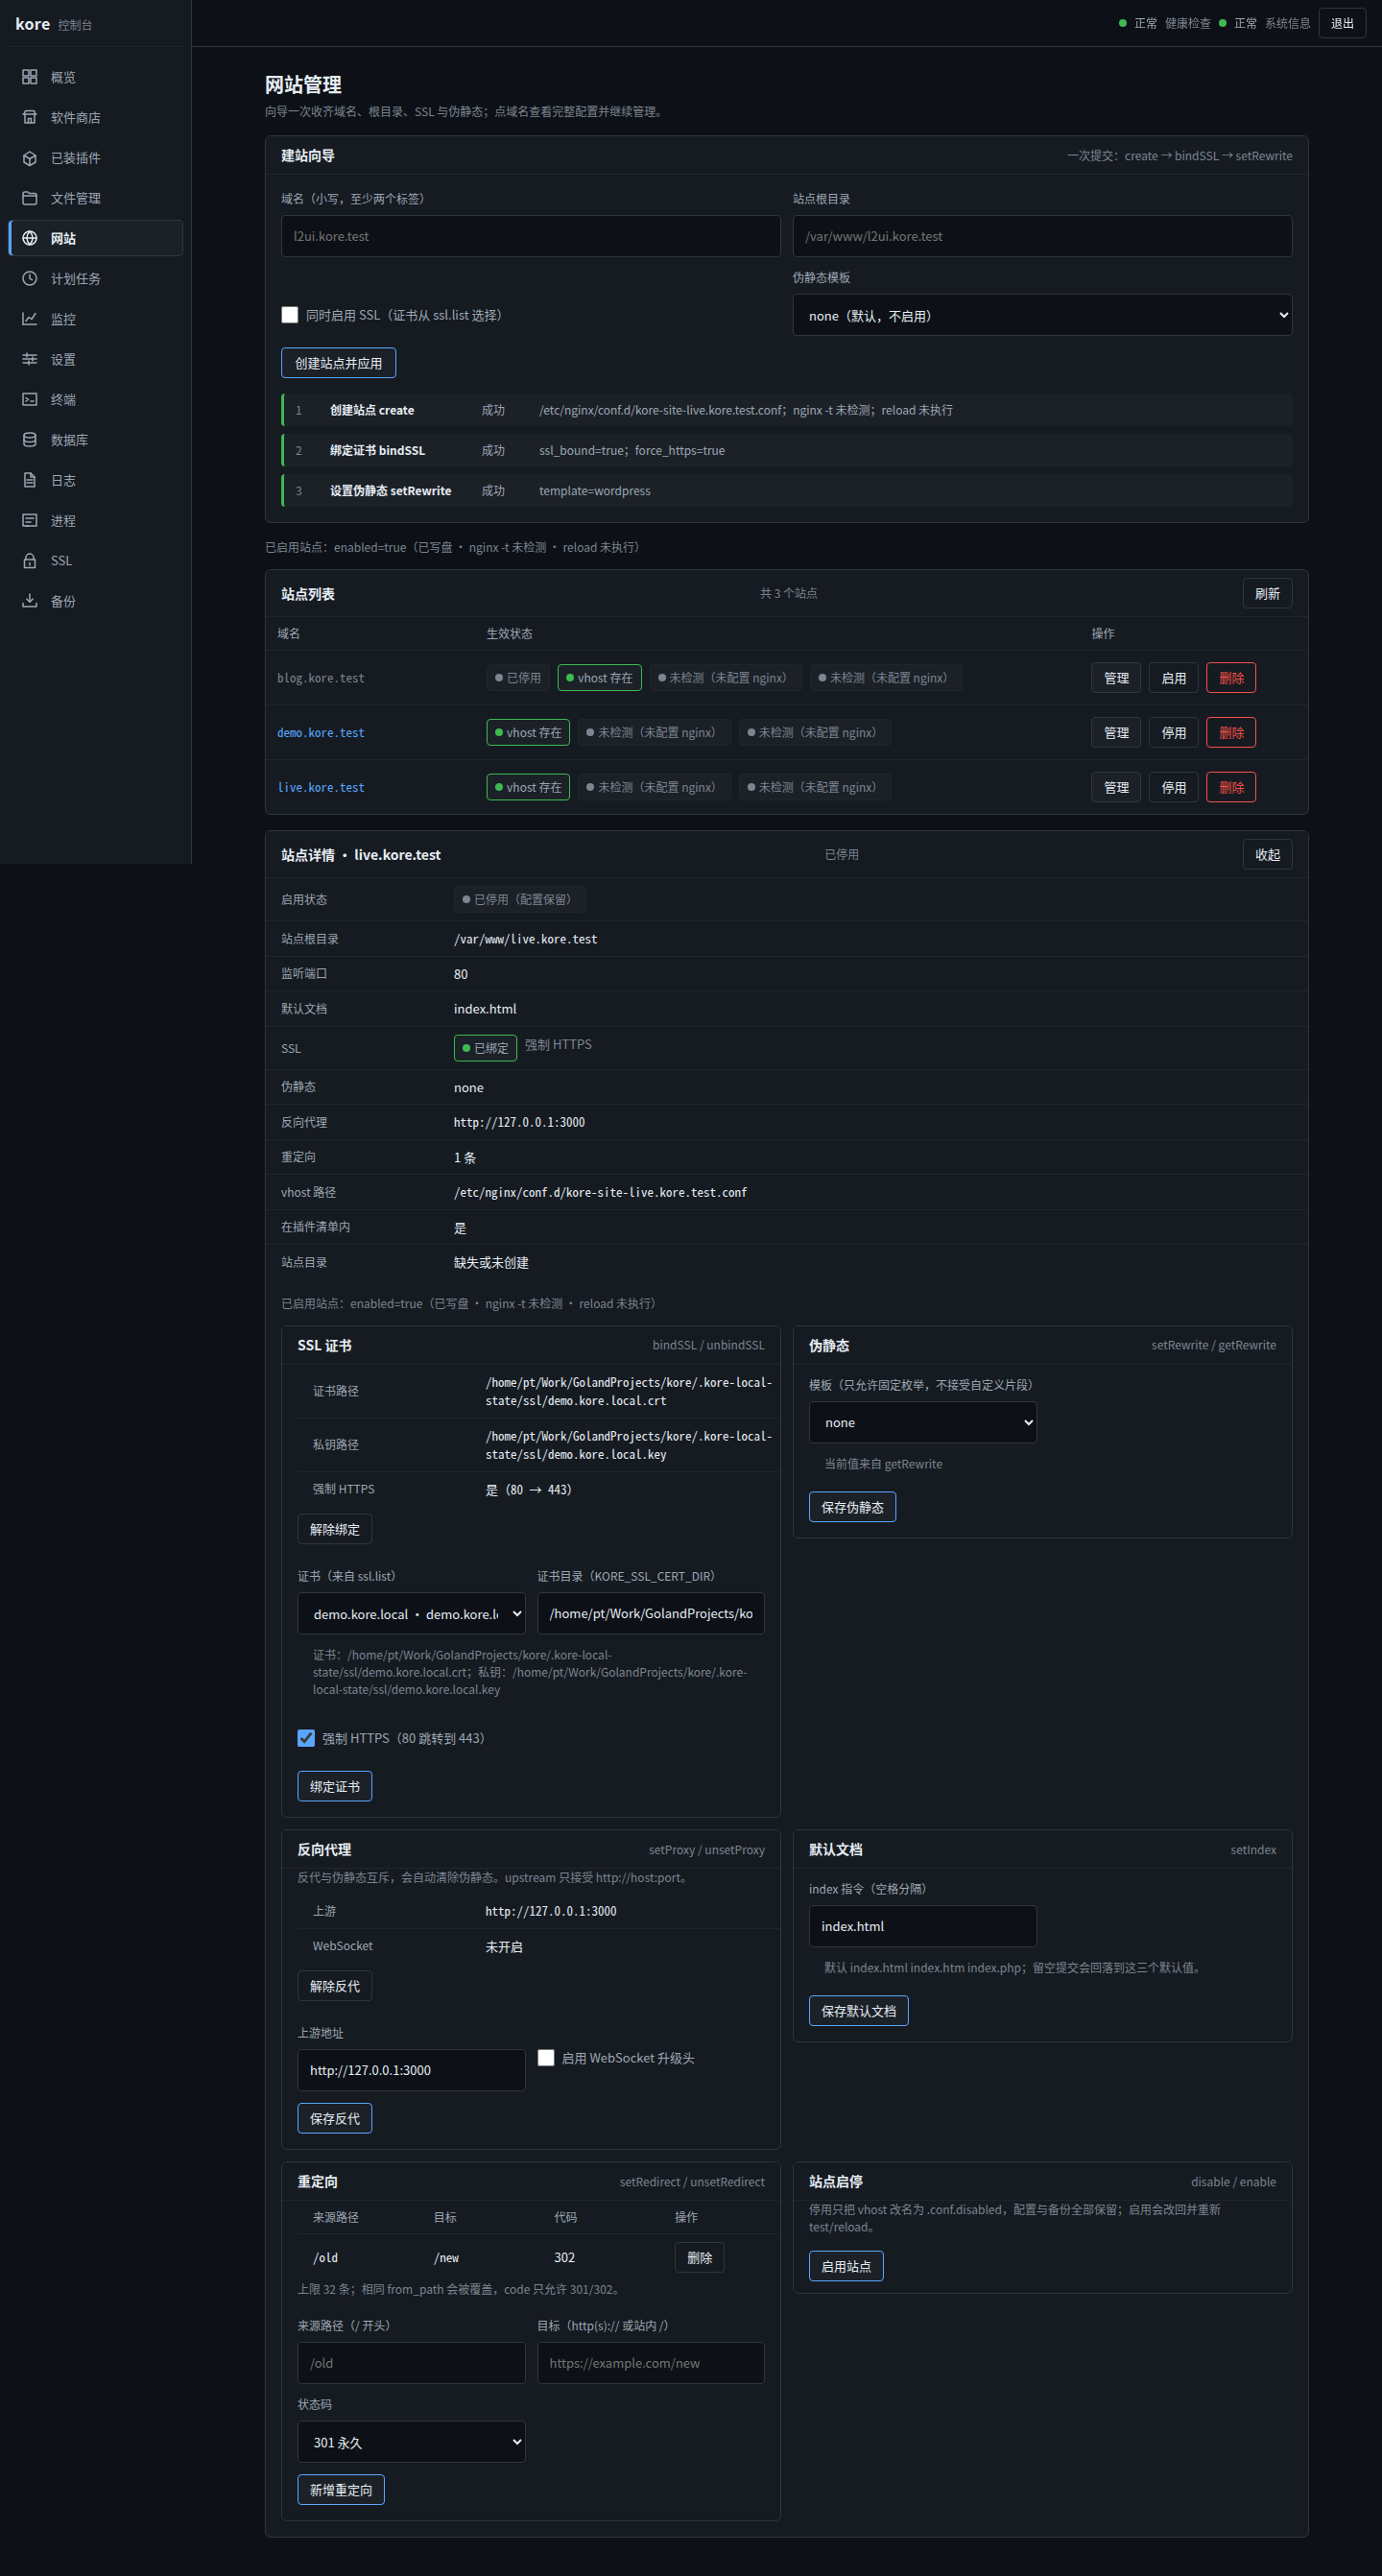 kore 控制台
正常 健康检查 正常 系统信息 退出
概览
软件商店
已装插件
文件管理
网站
计划任务
监控
设置
终端
数据库
日志
进程
SSL
备份
网站管理
向导一次收齐域名、根目录、SSL 与伪静态；点域名查看完整配置并继续管理。
建站向导 一次提交：create → bindSSL → setRewrite
域名（小写，至少两个标签） 站点根目录
l2ui.kore.test /var/www/l2ui.kore.test
伪静态模板
同时启用 SSL（证书从 ssl.list 选择） none（默认，不启用）
创建站点并应用
1 创建站点 create 成功 /etc/nginx/conf.d/kore-site-live.kore.test.conf；nginx -t 未检测；reload 未执行
2 绑定证书 bindSSL 成功 ssl_bound=true；force_https=true
3 设置伪静态 setRewrite 成功 template=wordpress
已启用站点：enabled=true（已写盘 · nginx -t 未检测 · reload 未执行）
站点列表 共 3 个站点 刷新
域名 生效状态 操作
blog.kore.test 已停用 vhost 存在 未检测（未配置 nginx） 未检测（未配置 nginx） 管理 启用 删除
demo.kore.test vhost 存在 未检测（未配置 nginx） 未检测（未配置 nginx） 管理 停用 删除
live.kore.test vhost 存在 未检测（未配置 nginx） 未检测（未配置 nginx） 管理 停用 删除
站点详情 · live.kore.test 已停用 收起
启用状态 已停用（配置保留）
站点根目录 /var/www/live.kore.test
监听端口 80
默认文档 index.html
SSL 已绑定 强制 HTTPS
伪静态 none
反向代理 http://127.0.0.1:3000
重定向 1 条
vhost 路径 /etc/nginx/conf.d/kore-site-live.kore.test.conf
在插件清单内 是
站点目录 缺失或未创建
已启用站点：enabled=true（已写盘 · nginx -t 未检测 · reload 未执行）
SSL 证书 bindSSL / unbindSSL
证书路径 /home/pt/Work/GolandProjects/kore/.kore-local-
state/ssl/demo.kore.local.crt
私钥路径 /home/pt/Work/GolandProjects/kore/.kore-local-
state/ssl/demo.kore.local.key
强制 HTTPS 是（80 → 443）
解除绑定
证书（来自 ssl.list） 证书目录（KORE_SSL_CERT_DIR）
demo.kore.local · demo.kore.l /home/pt/Work/GolandProjects/ko
证书：/home/pt/Work/GolandProjects/kore/.kore-local-
state/ssl/demo.kore.local.crt；私钥：/home/pt/Work/GolandProjects/kore/.kore-
local-state/ssl/demo.kore.local.key
强制 HTTPS（80 跳转到 443）
绑定证书
伪静态 setRewrite / getRewrite
模板（只允许固定枚举，不接受自定义片段）
none
当前值来自 getRewrite
保存伪静态
反向代理 setProxy / unsetProxy
反代与伪静态互斥，会自动清除伪静态。upstream 只接受 http://host:port。
上游 http://127.0.0.1:3000
WebSocket 未开启
解除反代
上游地址
http://127.0.0.1:3000 启用 WebSocket 升级头
保存反代
默认文档 setIndex
index 指令（空格分隔）
index.html
默认 index.html index.htm index.php；留空提交会回落到这三个默认值。
保存默认文档
重定向 setRedirect / unsetRedirect
来源路径 目标 代码 操作
/old /new 302 删除
上限 32 条；相同 from_path 会被覆盖，code 只允许 301/302。
来源路径（/ 开头） 目标（http(s):// 或站内 /）
/old https://example.com/new
状态码
301 永久
新增重定向
站点启停 disable / enable
停用只把 vhost 改名为 .conf.disabled，配置与备份全部保留；启用会改回并重新
test/reload。
启用站点